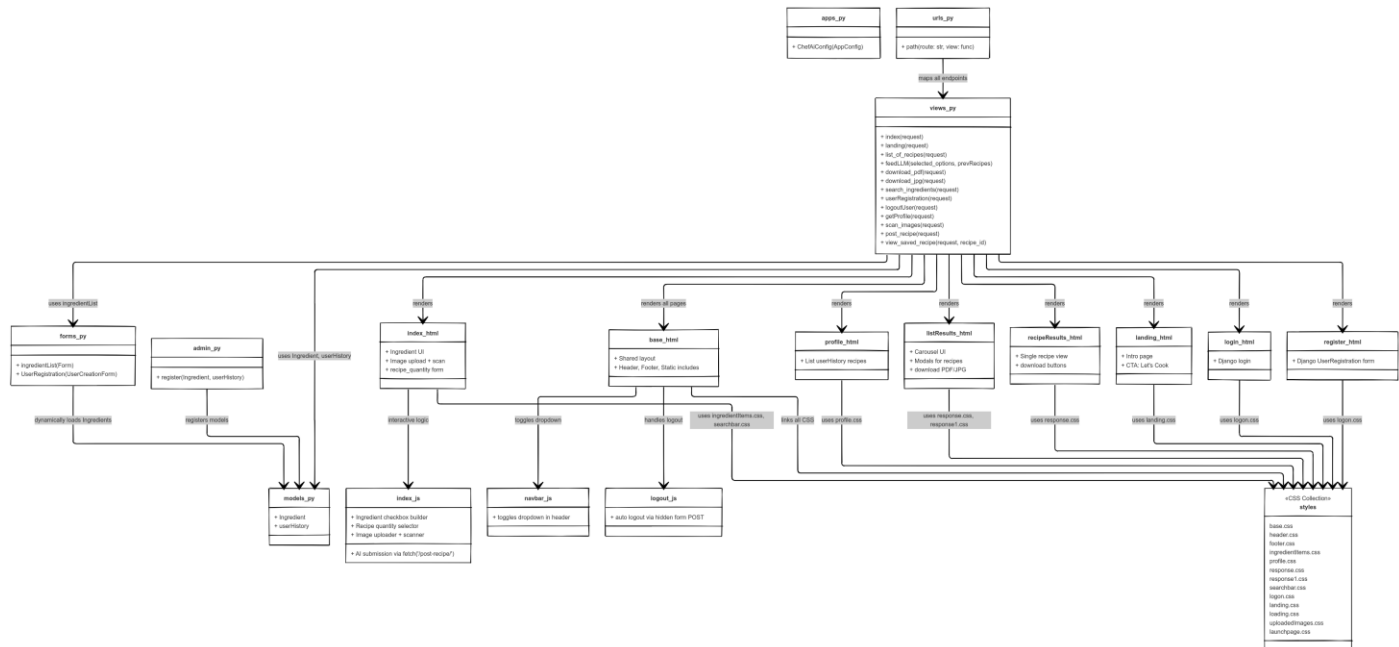 apps_py
+ ChefAiConfig(AppConfig)
urls_py
+ path(route: str, view: func)
maps all endpoints
views_py
+ index(request)
+ landing(request)
+ list_of_recipes(request)
+ feedLLM(selected_options, prevRecipes)
+ download_pdf(request)
+ download_jpg(request)
+ search_ingredients(request)
+ userRegistration(request)
+ logoutUser(request)
+ getProfile(request)
+ scan_images(request)
+ post_recipe(request)
+ view_saved_recipe(request, recipe_id)
uses IngredientList
renders
renders all pages
renders
renders
renders
renders
renders
renders
forms_py
+ IngredientList(Form)
+ UserRegistration(UserCreationForm)
admin_py
+ register(Ingredient, userHistory)
uses Ingredient, userHistory
index_html
+ Ingredient UI
+ Image upload + scan
+ recipe_quantity form
base_html
+ Shared layout
+ Header, Footer, Static includes
profile_html
+ List userHistory recipes
listResults_html
+ Carousel UI
+ Modals for recipes
+ download PDF/JPG
recipeResults_html
+ Single recipe view
+ download buttons
landing_html
+ Intro page
+ CTA: Let's Cook
login_html
+ Django login
register_html
+ Django UserRegistration form
dynamically loads Ingredients
registers models
interactive logic
toggles dropdown
handles logout
uses ingredientItems.css,
searchbar.css
links all CSS
uses profile.css
uses response.css,
response1.css
uses response.css
uses landing.css
uses logon.css
uses logon.css
models_py
+ Ingredient
+ userHistory
index_js
+ Ingredient checkbox builder
+ Recipe quantity selector
+ Image uploader + scanner
+ AI submission via fetch('/post-recipe/')
navbar_js
+ toggles dropdown in header
logout_js
+ auto logout via hidden form POST
«CSS Collection»
styles
base.css
header.css
footer.css
ingredientItems.css
profile.css
response.css
response1.css
searchbar.css
logon.css
landing.css
loading.css
uploadedImages.css
launchpage.css